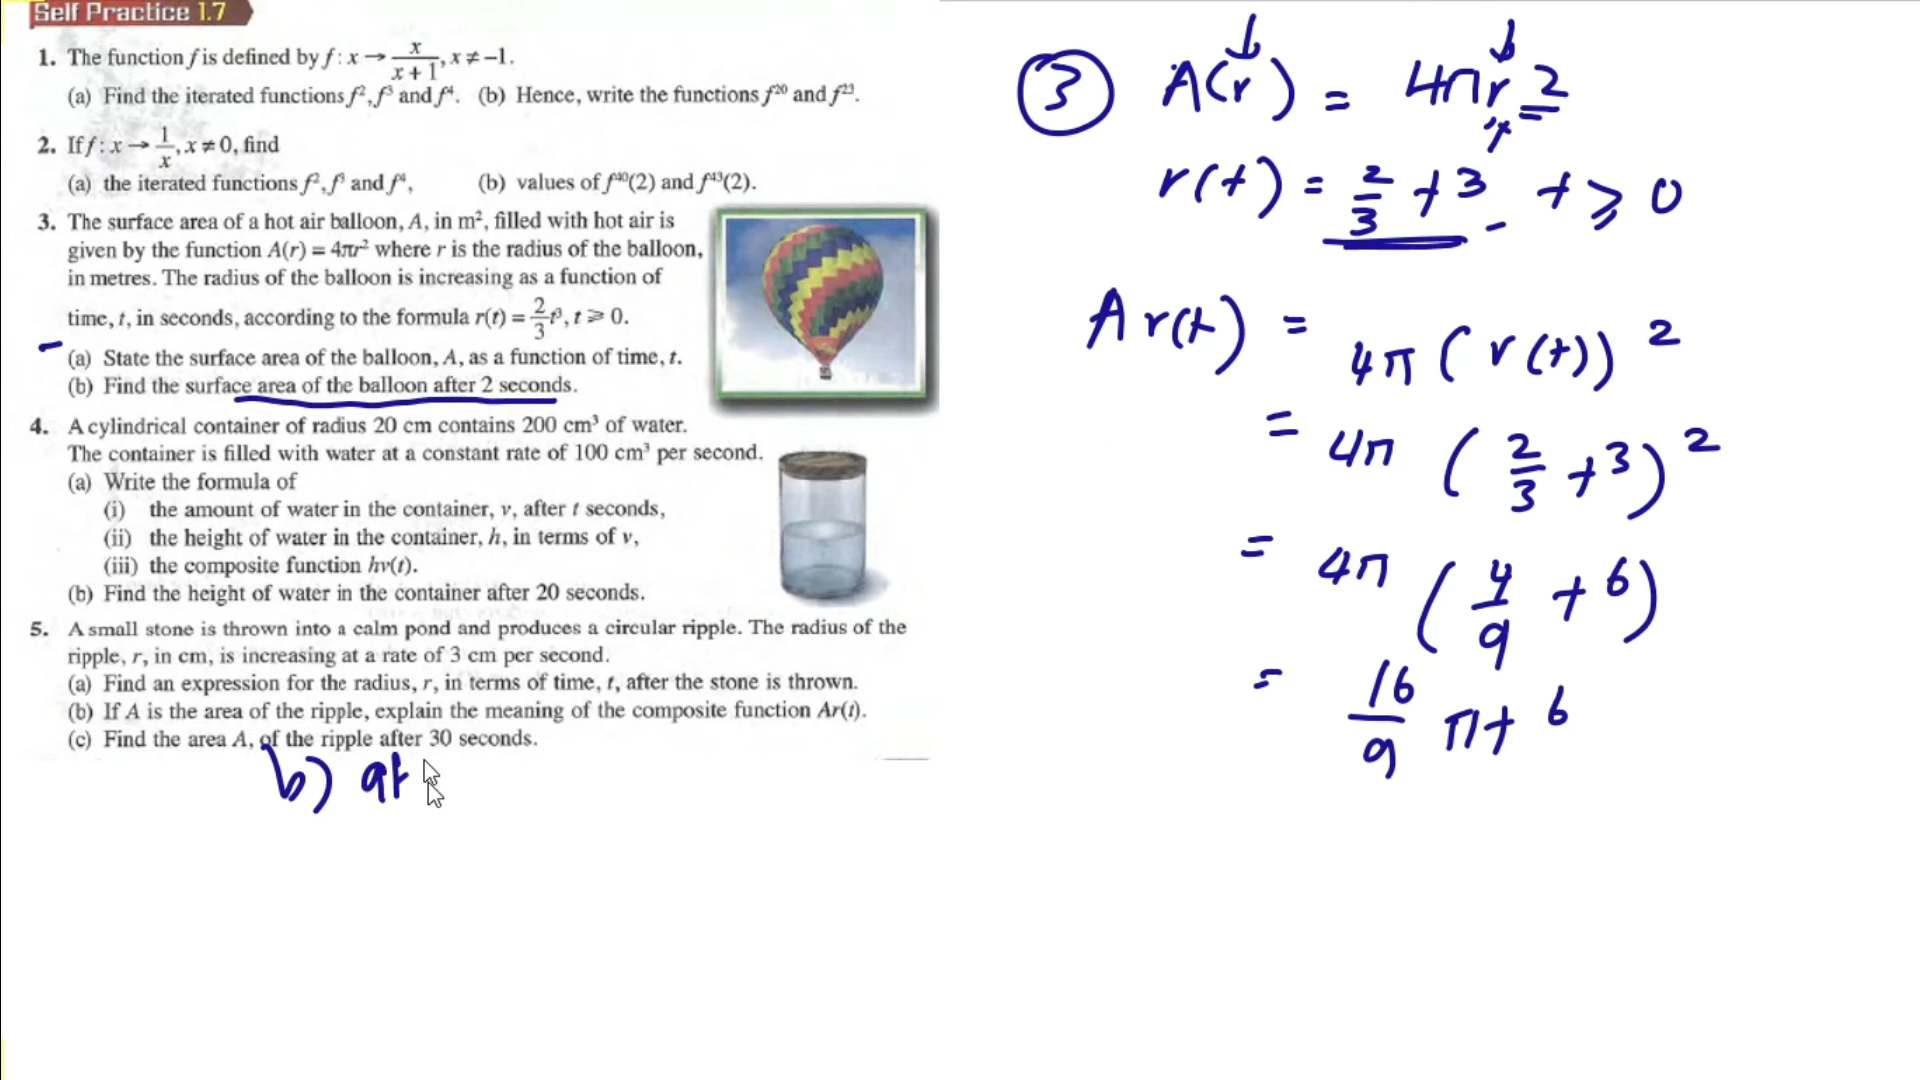 Self Practice 1.7
1. The function f is defined by f : x → x/(x + 1), x ≠ –1.
(a) Find the iterated functions f², f³ and f⁴. (b) Hence, write the functions f²⁰ and f²³.
2. If f : x → 1/x, x ≠ 0, find
(a) the iterated functions f², f³ and f⁴, (b) values of f⁴⁰(2) and f⁴³(2).
3. The surface area of a hot air balloon, A, in m², filled with hot air is
given by the function A(r) = 4πr² where r is the radius of the balloon,
in metres. The radius of the balloon is increasing as a function of
time, t, in seconds, according to the formula r(t) = 2/3 t³, t ⩾ 0.
(a) State the surface area of the balloon, A, as a function of time, t.
(b) Find the surface area of the balloon after 2 seconds.
4. A cylindrical container of radius 20 cm contains 200 cm³ of water.
The container is filled with water at a constant rate of 100 cm³ per second.
(a) Write the formula of
(i) the amount of water in the container, v, after t seconds,
(ii) the height of water in the container, h, in terms of v,
(iii) the composite function hv(t).
(b) Find the height of water in the container after 20 seconds.
5. A small stone is thrown into a calm pond and produces a circular ripple. The radius of the
ripple, r, in cm, is increasing at a rate of 3 cm per second.
(a) Find an expression for the radius, r, in terms of time, t, after the stone is thrown.
(b) If A is the area of the ripple, explain the meaning of the composite function Ar(t).
(c) Find the area A, of the ripple after 30 seconds.
b) at
③ A(r) = 4πr²
r(t) = 2/3 t³, t ⩾ 0
Ar(t) = 4π (r(t))²
= 4π (2/3 t³)²
= 4π (4/9 t⁶)
= 16/9 πt⁶